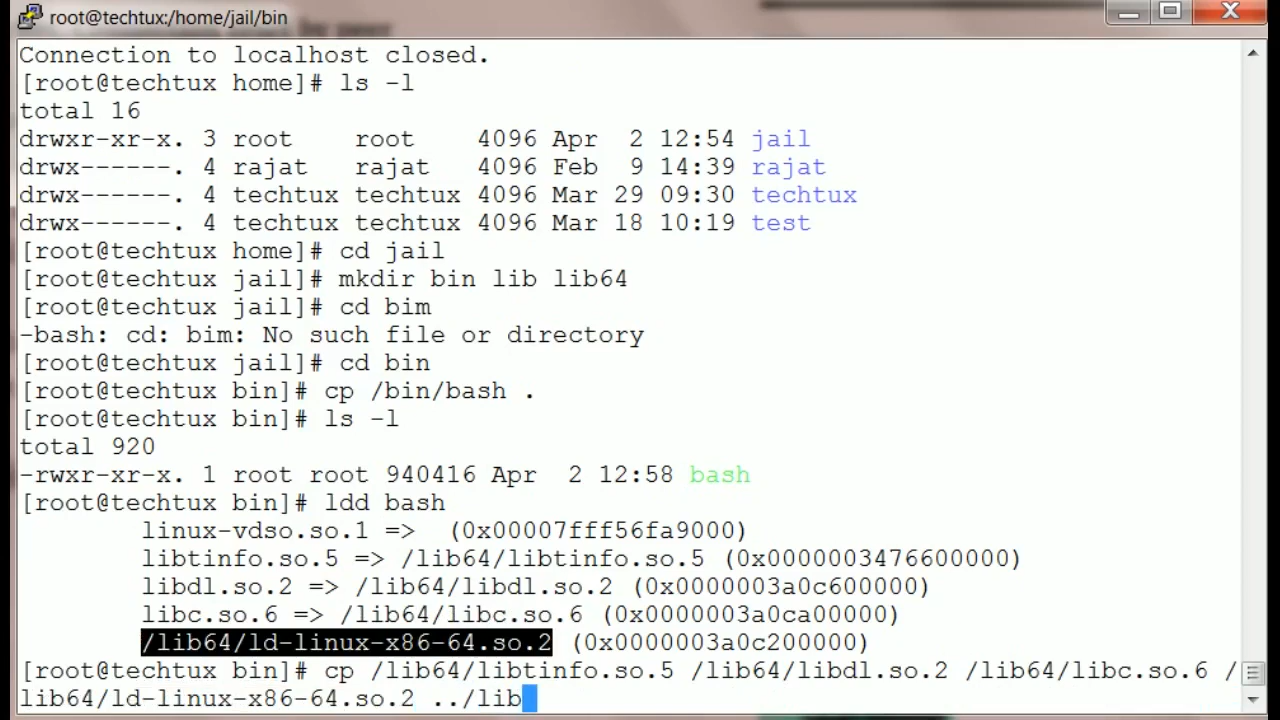 root@techtux:/home/jail/bin
Connection to localhost closed.
[root@techtux home]# ls -l
total 16
drwxr-xr-x. 3 root    root    4096 Apr  2 12:54 jail
drwx------. 4 rajat   rajat   4096 Feb  9 14:39 rajat
drwx------. 4 techtux techtux 4096 Mar 29 09:30 techtux
drwx------. 4 techtux techtux 4096 Mar 18 10:19 test
[root@techtux home]# cd jail
[root@techtux jail]# mkdir bin lib lib64
[root@techtux jail]# cd bim
-bash: cd: bim: No such file or directory
[root@techtux jail]# cd bin
[root@techtux bin]# cp /bin/bash .
[root@techtux bin]# ls -l
total 920
-rwxr-xr-x. 1 root root 940416 Apr  2 12:58 bash
[root@techtux bin]# ldd bash
        linux-vdso.so.1 =>  (0x00007fff56fa9000)
        libtinfo.so.5 => /lib64/libtinfo.so.5 (0x0000003476600000)
        libdl.so.2 => /lib64/libdl.so.2 (0x0000003a0c600000)
        libc.so.6 => /lib64/libc.so.6 (0x0000003a0ca00000)
        /lib64/ld-linux-x86-64.so.2 (0x0000003a0c200000)
[root@techtux bin]# cp /lib64/libtinfo.so.5 /lib64/libdl.so.2 /lib64/libc.so.6 /
lib64/ld-linux-x86-64.so.2 ../lib